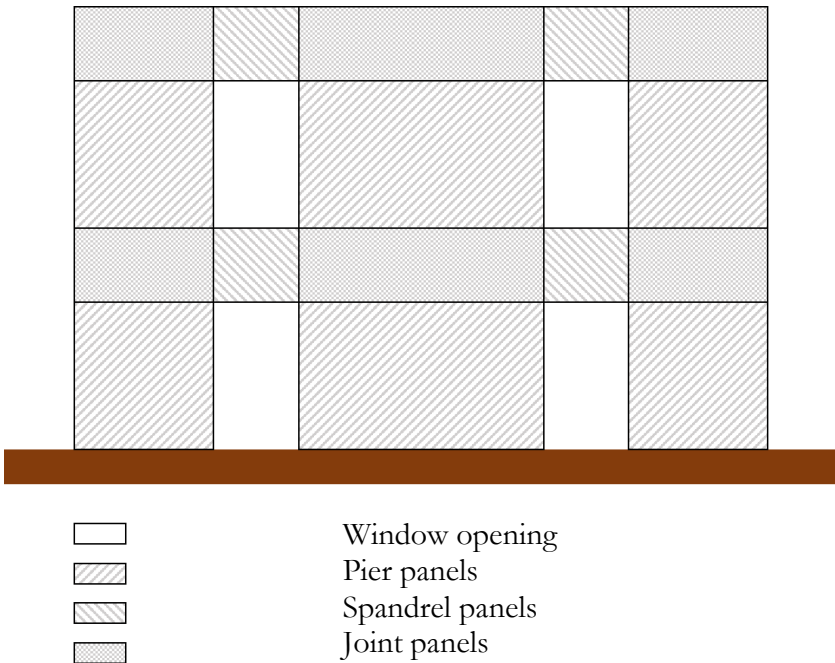 Window opening
Pier panels
Spandrel panels
Joint panels